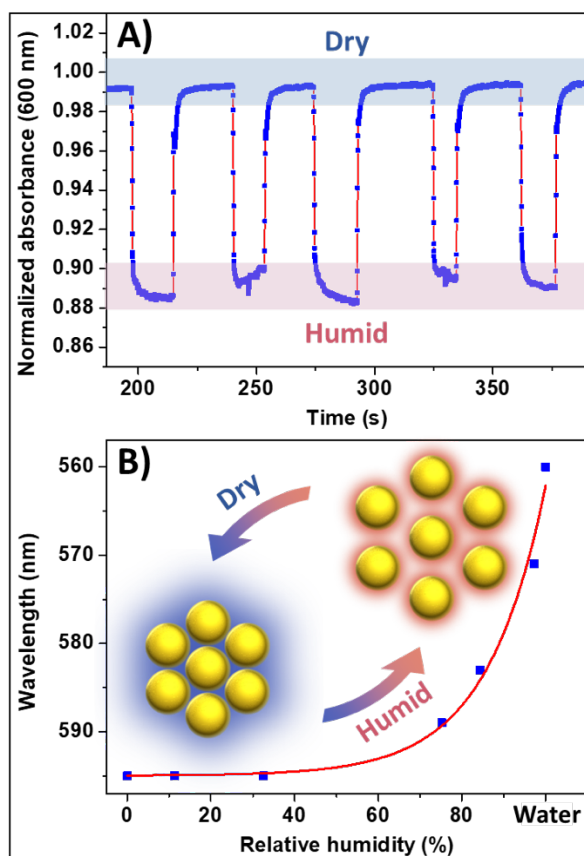 A)
Dry
1.02
1.00
0.98
0.96
0.94
0.92
0.90
0.88
0.86
Normalized absorbance (600 nm)
Humid
200 250 300 350
Time (s)
B)
Dry
Humid
560
570
580
590
Wavelength (nm)
0 20 40 60 80 Water
Relative humidity (%)